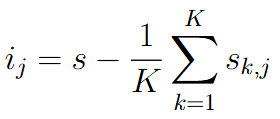 i_j = s - \frac{1}{K} \sum_{k=1}^{K} s_{k,j}